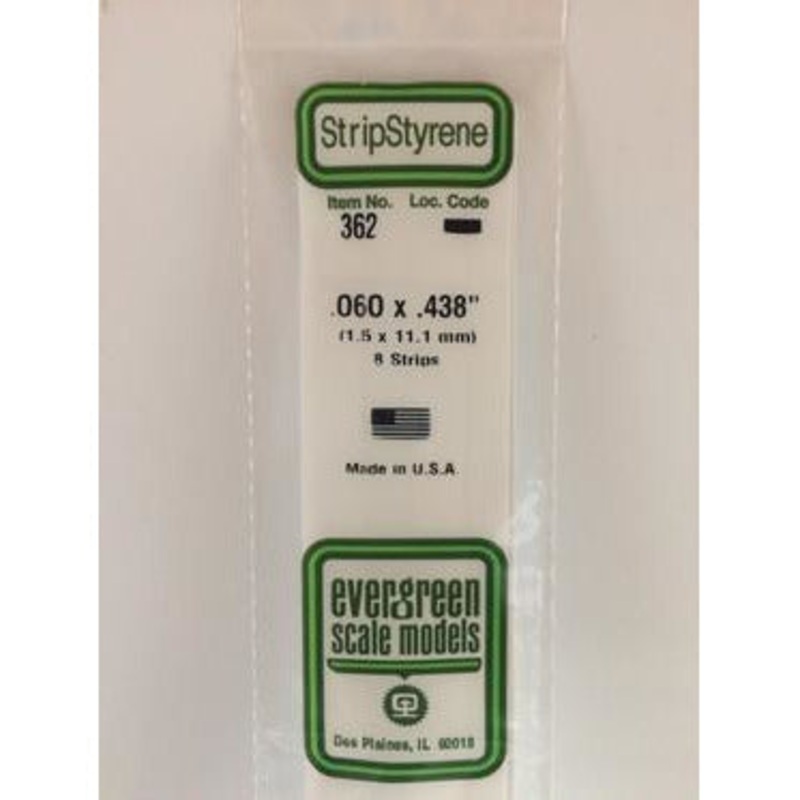 StripStyrene
Item No. Loc. Code
362
.060 x .438"
(1.5 x 11.1 mm)
8 Strips
Made in U.S.A.
evergreen
scale models
Des Plaines, IL 60018